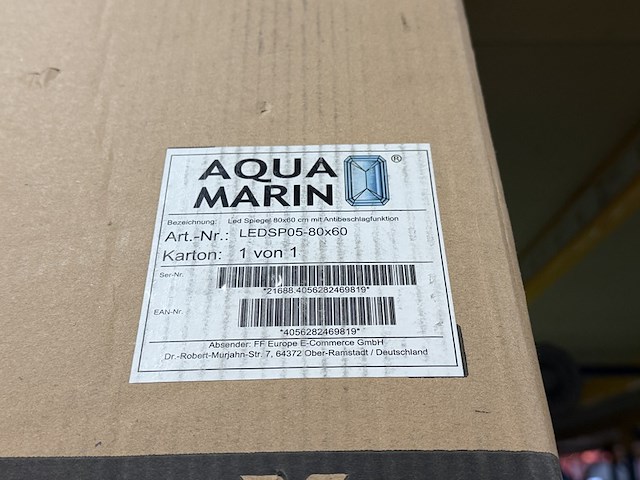 AQUA
MARIN®
Bezeichnung: Led Spiegel 80x60 cm mit Antibeschlagfunktion
Art.-Nr.: LEDSP05-80x60
Karton: 1 von 1
Ser-Nr.
*21688.4056282469819*
EAN-Nr.
*4056282469819*
Absender: FF Europe E-Commerce GmbH
Dr.-Robert-Murjahn-Str. 7, 64372 Ober-Ramstadt / Deutschland